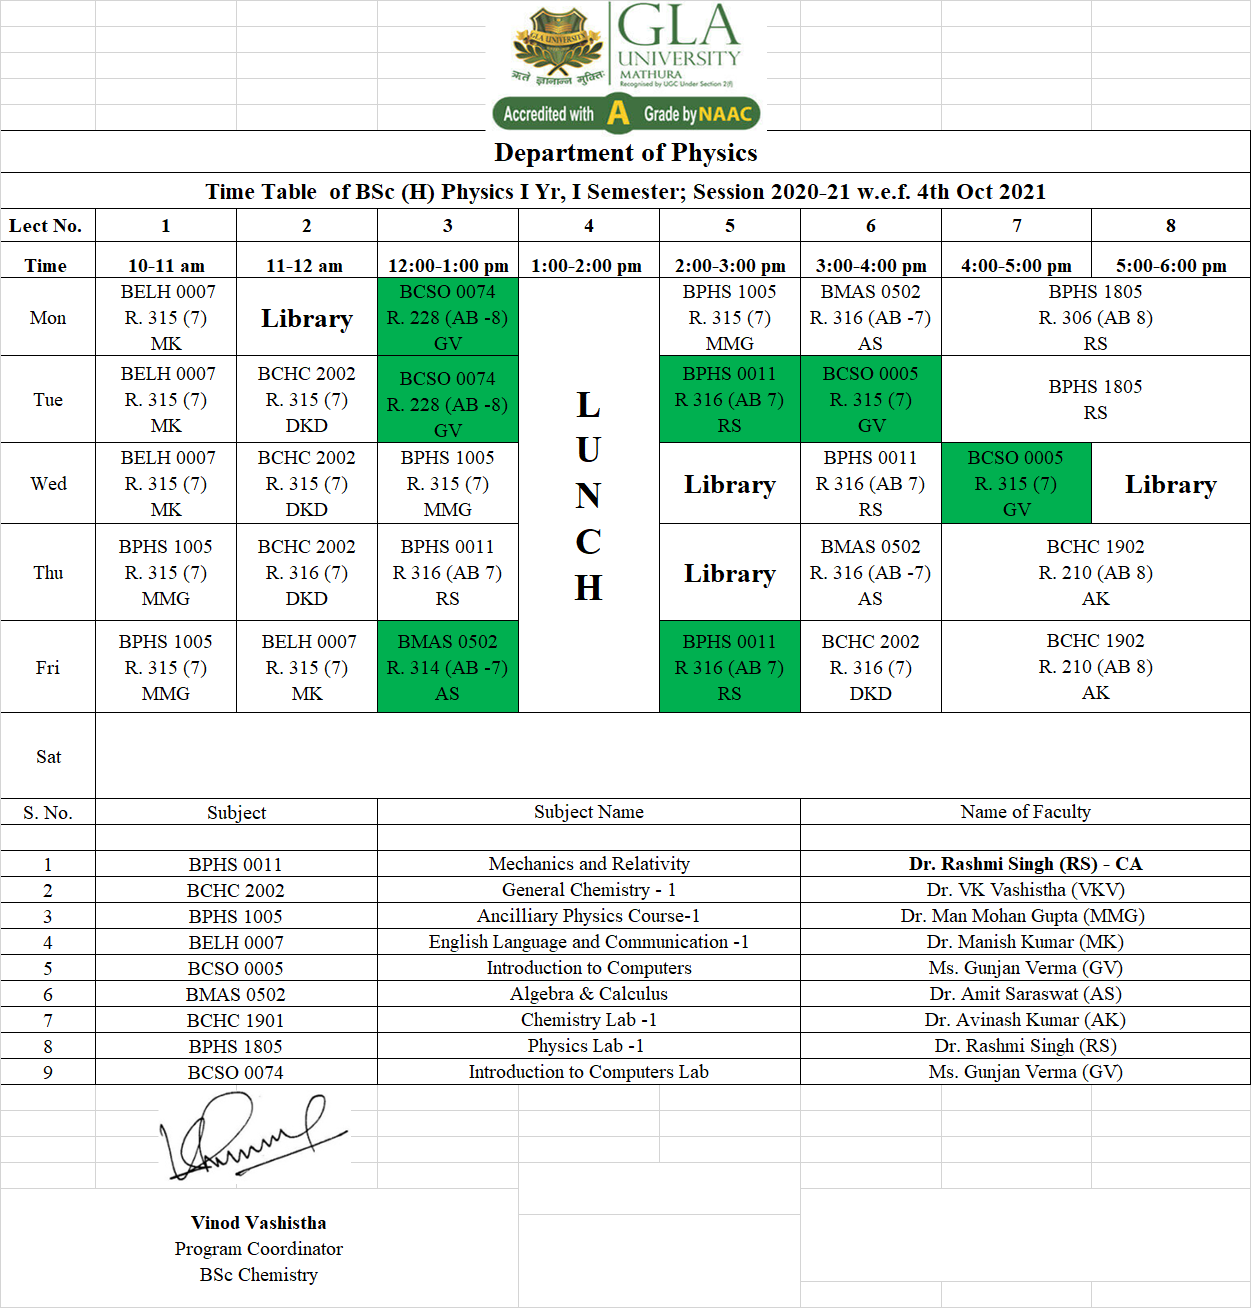 GLA UNIVERSITY
ऋते ज्ञानान्न मुक्तिः
GLA
UNIVERSITY
MATHURA
Recognised by UGC Under Section 2(f)
Accredited with A Grade by NAAC
Department of Physics
Time Table of BSc (H) Physics I Yr, I Semester; Session 2020-21 w.e.f. 4th Oct 2021
Lect No. 1 2 3 4 5 6 7 8
Time 10-11 am 11-12 am 12:00-1:00 pm 1:00-2:00 pm 2:00-3:00 pm 3:00-4:00 pm 4:00-5:00 pm 5:00-6:00 pm
BELH 0007 BCSO 0074 BPHS 1005 BMAS 0502 BPHS 1805
Mon R. 315 (7) Library R. 228 (AB -8) R. 315 (7) R. 316 (AB -7) R. 306 (AB 8)
MK GV MMG AS RS
BELH 0007 BCHC 2002 BCSO 0074 BPHS 0011 BCSO 0005 BPHS 1805
Tue R. 315 (7) R. 315 (7) R. 228 (AB -8) R 316 (AB 7) R. 315 (7) RS
MK DKD GV RS GV
L
U
N
C
H
BELH 0007 BCHC 2002 BPHS 1005 BPHS 0011 BCSO 0005
Wed R. 315 (7) R. 315 (7) R. 315 (7) Library R 316 (AB 7) R. 315 (7) Library
MK DKD MMG RS GV
BPHS 1005 BCHC 2002 BPHS 0011 BMAS 0502 BCHC 1902
Thu R. 315 (7) R. 316 (7) R 316 (AB 7) Library R. 316 (AB -7) R. 210 (AB 8)
MMG DKD RS AS AK
BPHS 1005 BELH 0007 BMAS 0502 BPHS 0011 BCHC 2002 BCHC 1902
Fri R. 315 (7) R. 315 (7) R. 314 (AB -7) R 316 (AB 7) R. 316 (7) R. 210 (AB 8)
MMG MK AS RS DKD AK
Sat
S. No. Subject Subject Name Name of Faculty
1 BPHS 0011 Mechanics and Relativity Dr. Rashmi Singh (RS) - CA
2 BCHC 2002 General Chemistry - 1 Dr. VK Vashistha (VKV)
3 BPHS 1005 Ancilliary Physics Course-1 Dr. Man Mohan Gupta (MMG)
4 BELH 0007 English Language and Communication -1 Dr. Manish Kumar (MK)
5 BCSO 0005 Introduction to Computers Ms. Gunjan Verma (GV)
6 BMAS 0502 Algebra & Calculus Dr. Amit Saraswat (AS)
7 BCHC 1901 Chemistry Lab -1 Dr. Avinash Kumar (AK)
8 BPHS 1805 Physics Lab -1 Dr. Rashmi Singh (RS)
9 BCSO 0074 Introduction to Computers Lab Ms. Gunjan Verma (GV)
Vinod Vashistha
Program Coordinator
BSc Chemistry